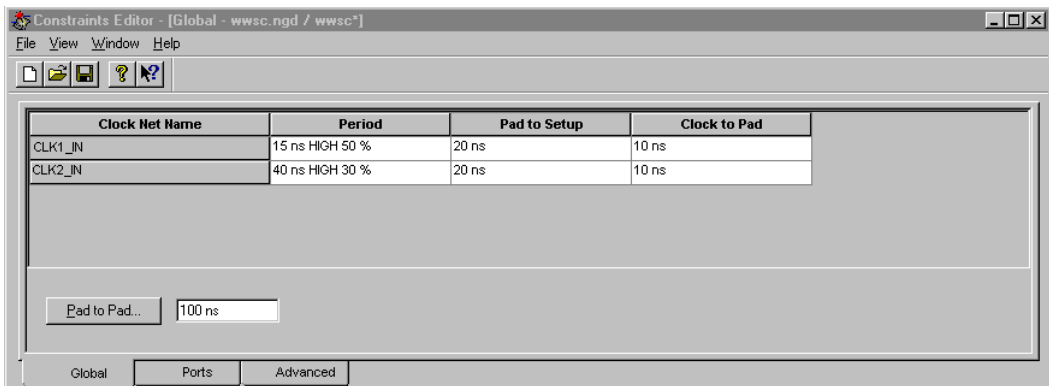 Constraints Editor - [Global - wwsc.ngd / wwsc*]
File View Window Help
Clock Net Name Period Pad to Setup Clock to Pad
CLK1_IN 15 ns HIGH 50 % 20 ns 10 ns
CLK2_IN 40 ns HIGH 30 % 20 ns 10 ns
Pad to Pad... 100 ns
Global Ports Advanced